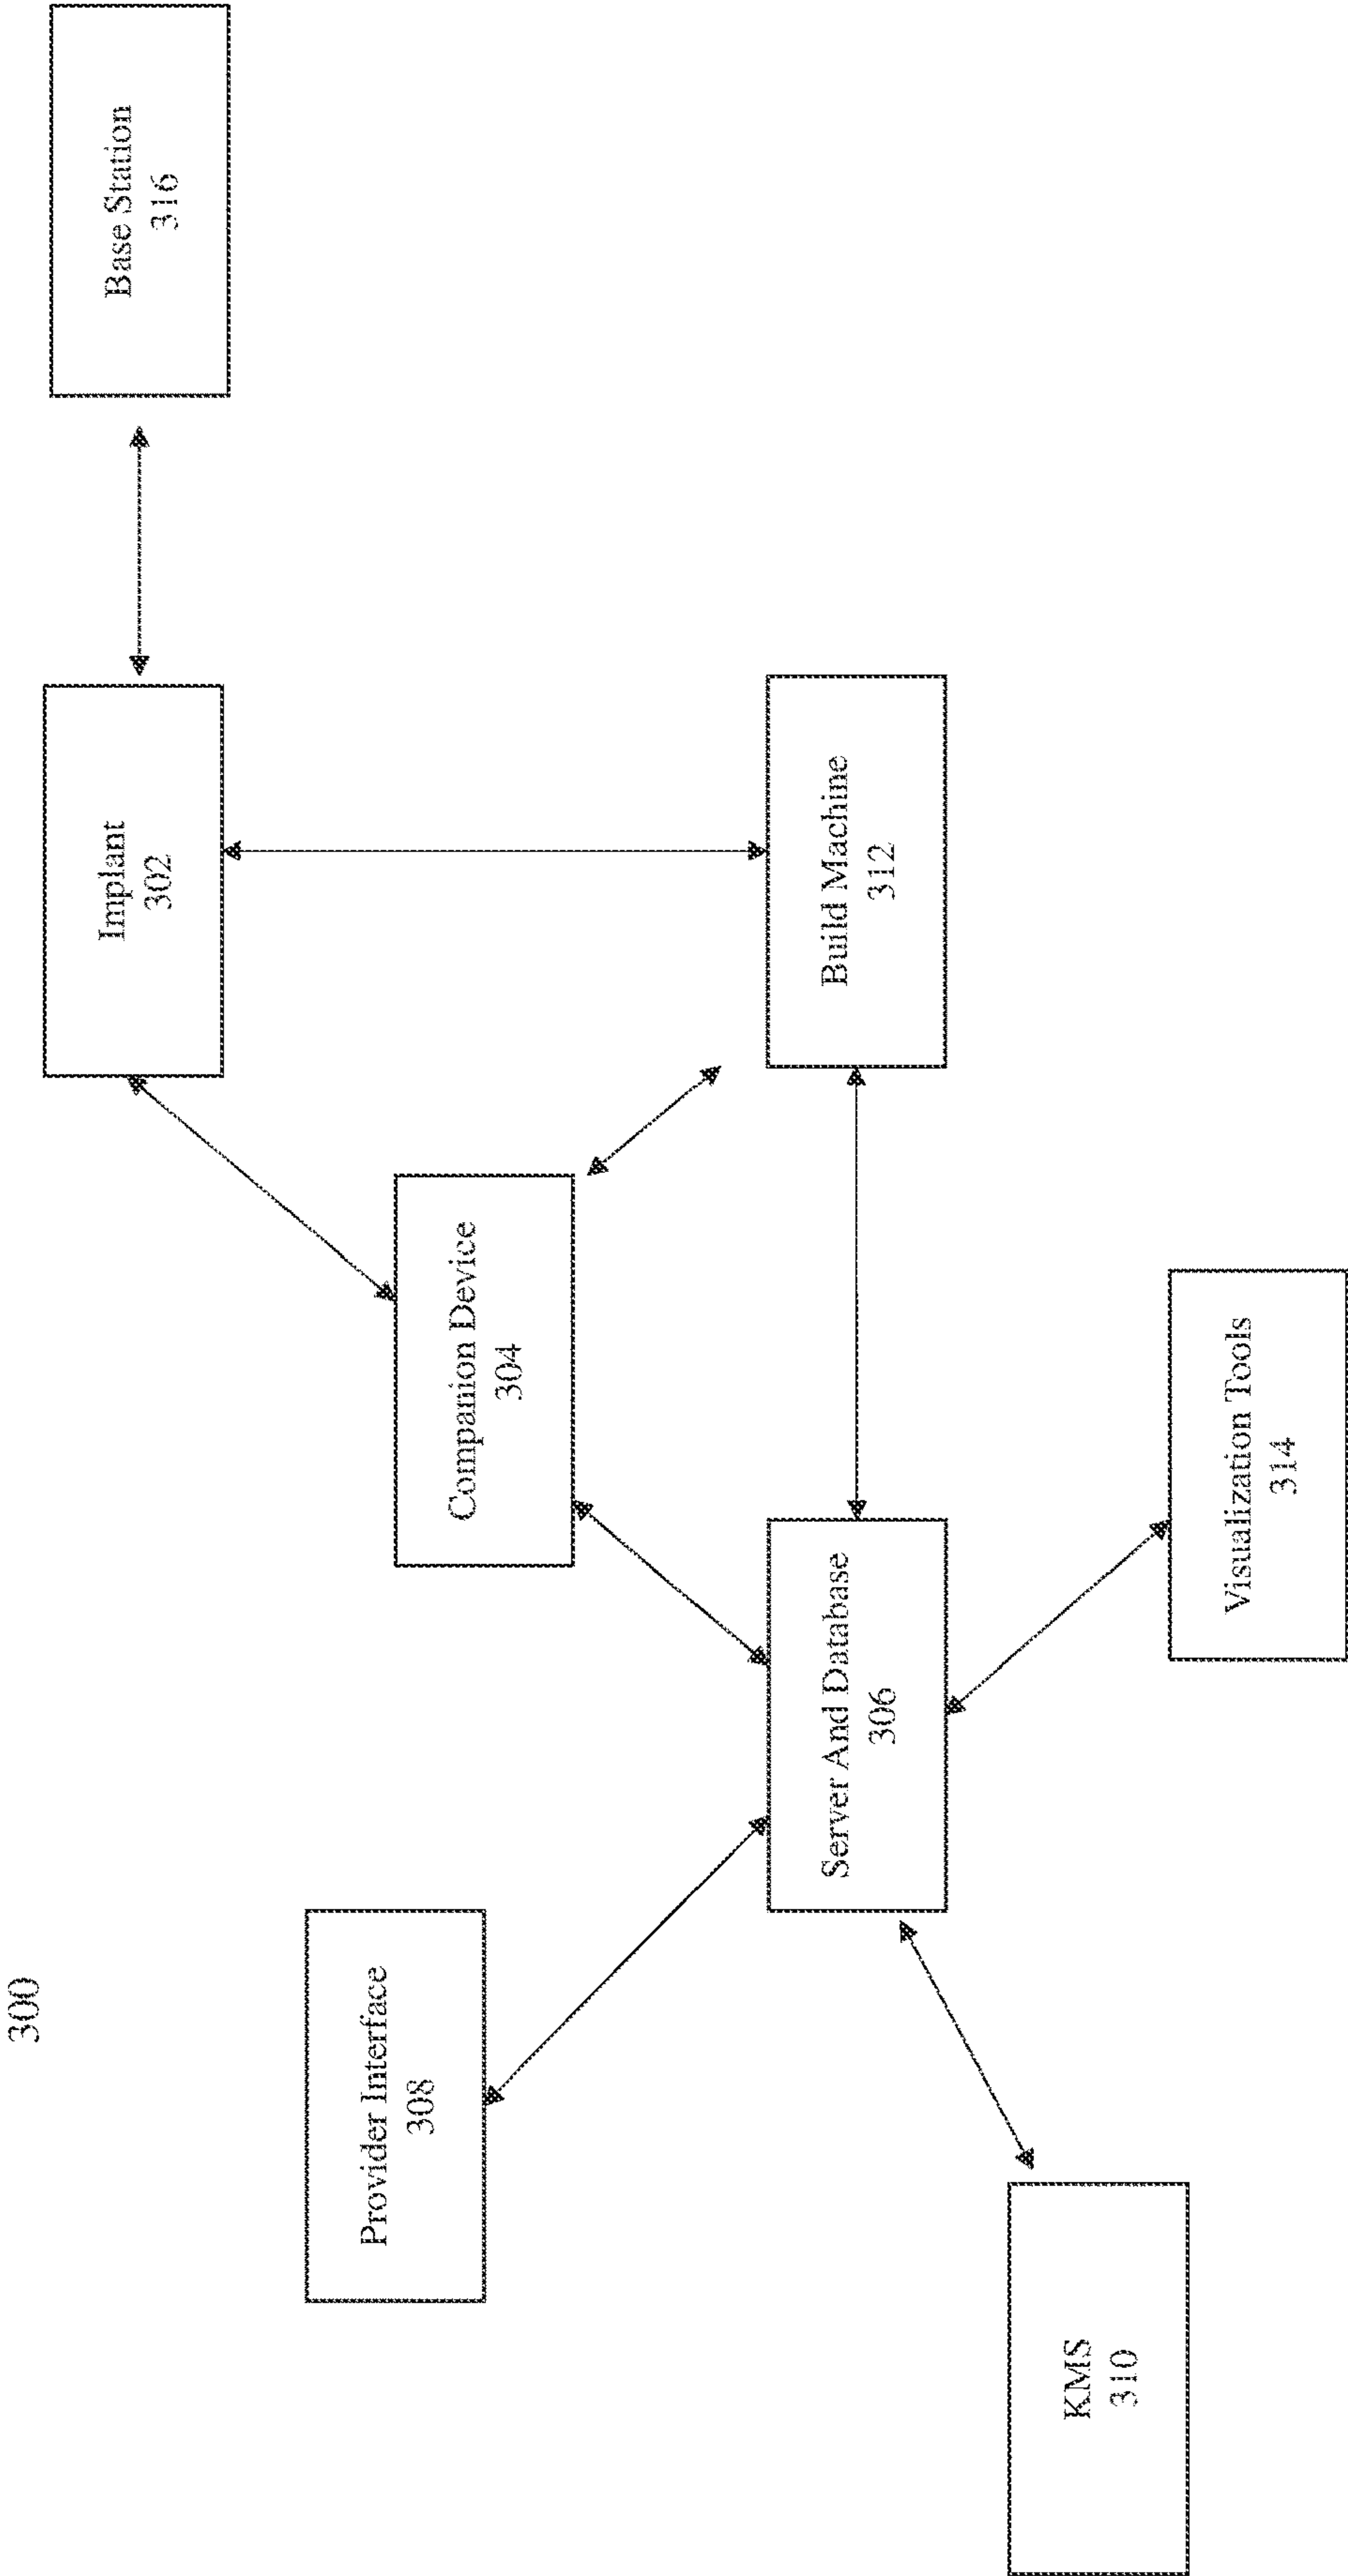 300
Provider Interface
308
KMS
310
Companion Device
304
Server And Database
306
Implant
302
Build Machine
312
Visualization Tools
314
Base Station
316